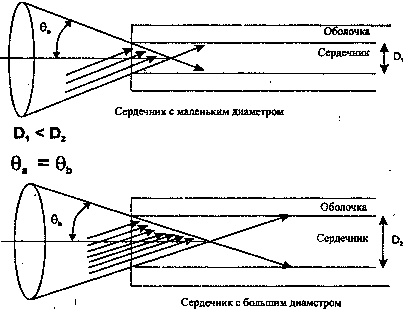 θₐ
Оболочка
Сердечник
D₁
Сердечник с маленьким диаметром
D₁ < D₂
θₐ = θb
Оболочка
θb
Сердечник
D₂
Сердечник с большим диаметром